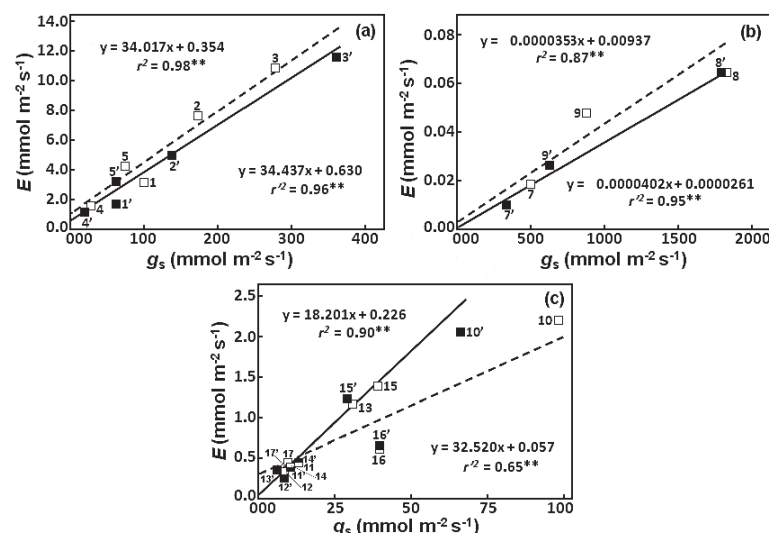 (a)
y = 34.017x + 0.354
r² = 0.98**
14.0
12.0
10.0
8.0
6.0
4.0
2.0
0.0
E (mmol m⁻² s⁻¹)
3
3’
2
2’
5
5’
1
1’
4
4’
34.437x + 0.630
r’² = 0.96**
000 100 200 300 400
gs (mmol m⁻² s⁻¹)
(b)
y = 0.0000353x + 0.00937
r² = 0.87**
0.08
0.06
0.04
0.02
0.00
E (mmol m⁻² s⁻¹)
8’
8
9
9’
7
7’
y = 0.0000402x + 0.0000261
r’² = 0.95**
000 500 1000 1500 2000
gs (mmol m⁻² s⁻¹)
(c)
y = 18.201x + 0.226
r² = 0.90**
2.5
2.0
1.5
1.0
0.5
0.0
E (mmol m⁻² s⁻¹)
10
10’
15’
15
13
16’
16
17’
17
14’
11
14
13’
11’
12’
12
y = 32.520x + 0.057
r’² = 0.65**
000 25 50 75 100
gs (mmol m⁻² s⁻¹)